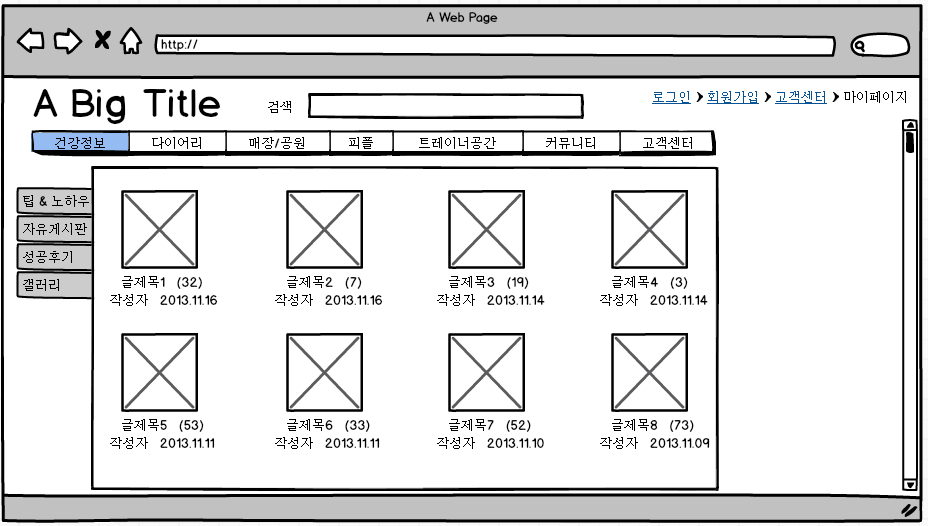 A Web Page
http://
A Big Title
검색
로그인 > 회원가입 > 고객센터 > 마이페이지
건강정보 다이어리 매장/공원 피플 트레이너공간 커뮤니티 고객센터
팁 & 노하우
자유게시판
성공후기
갤러리
글제목1 (32) 글제목2 (7) 글제목3 (19) 글제목4 (3)
작성자 2013.11.16 작성자 2013.11.16 작성자 2013.11.14 작성자 2013.11.14
글제목5 (53) 글제목6 (33) 글제목7 (52) 글제목8 (73)
작성자 2013.11.11 작성자 2013.11.11 작성자 2013.11.10 작성자 2013.11.09